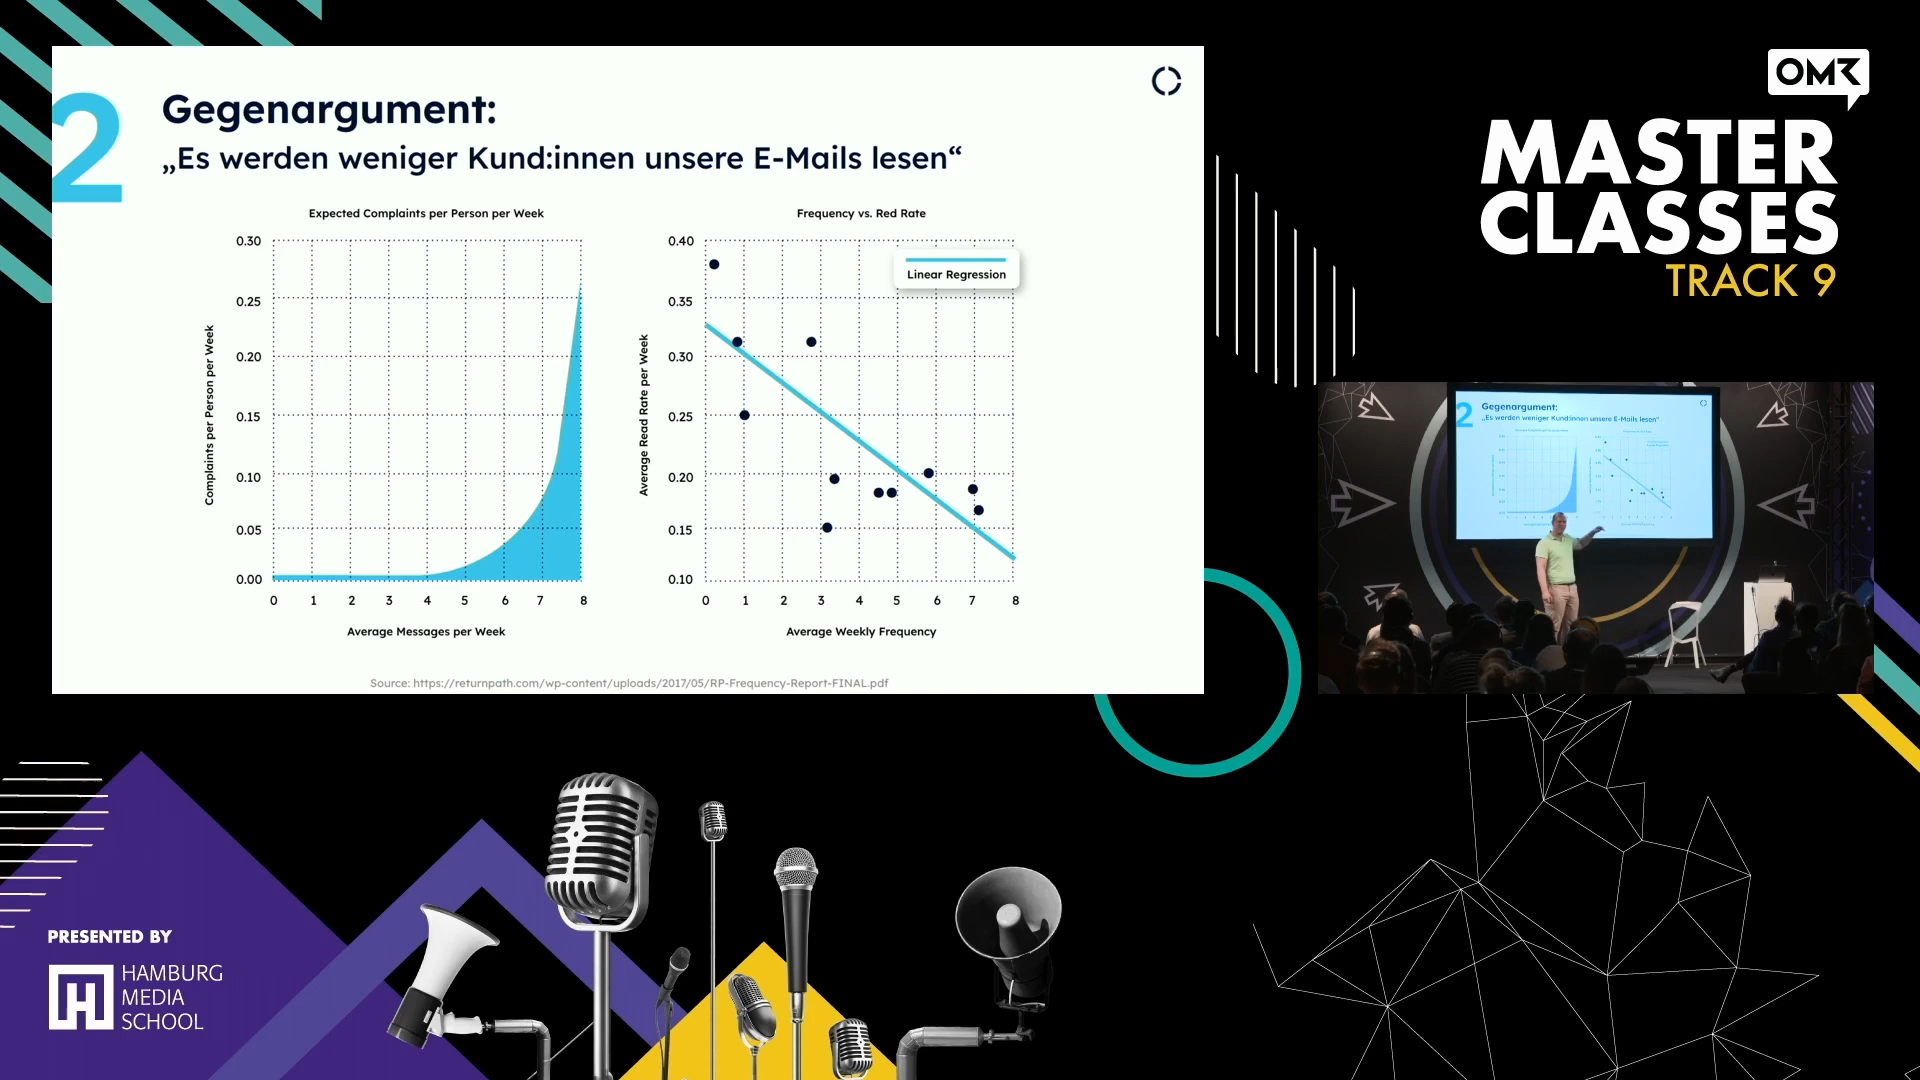 2
Gegenargument:
„Es werden weniger Kund:innen unsere E-Mails lesen“
Expected Complaints per Person per Week
Complaints per Person per Week
0.30
0.25
0.20
0.15
0.10
0.05
0.00
0 1 2 3 4 5 6 7 8
Average Messages per Week
Frequency vs. Red Rate
Linear Regression
Average Read Rate per Week
0.40
0.35
0.30
0.25
0.20
0.15
0.10
0 1 2 3 4 5 6 7 8
Average Weekly Frequency
Source: https://returnpath.com/wp-content/uploads/2017/05/RP-Frequency-Report-FINAL.pdf
OMR
MASTER
CLASSES
TRACK 9
2
Gegenargument:
„Es werden weniger Kund:innen unsere E-Mails lesen“
PRESENTED BY
H
HAMBURG
MEDIA
SCHOOL